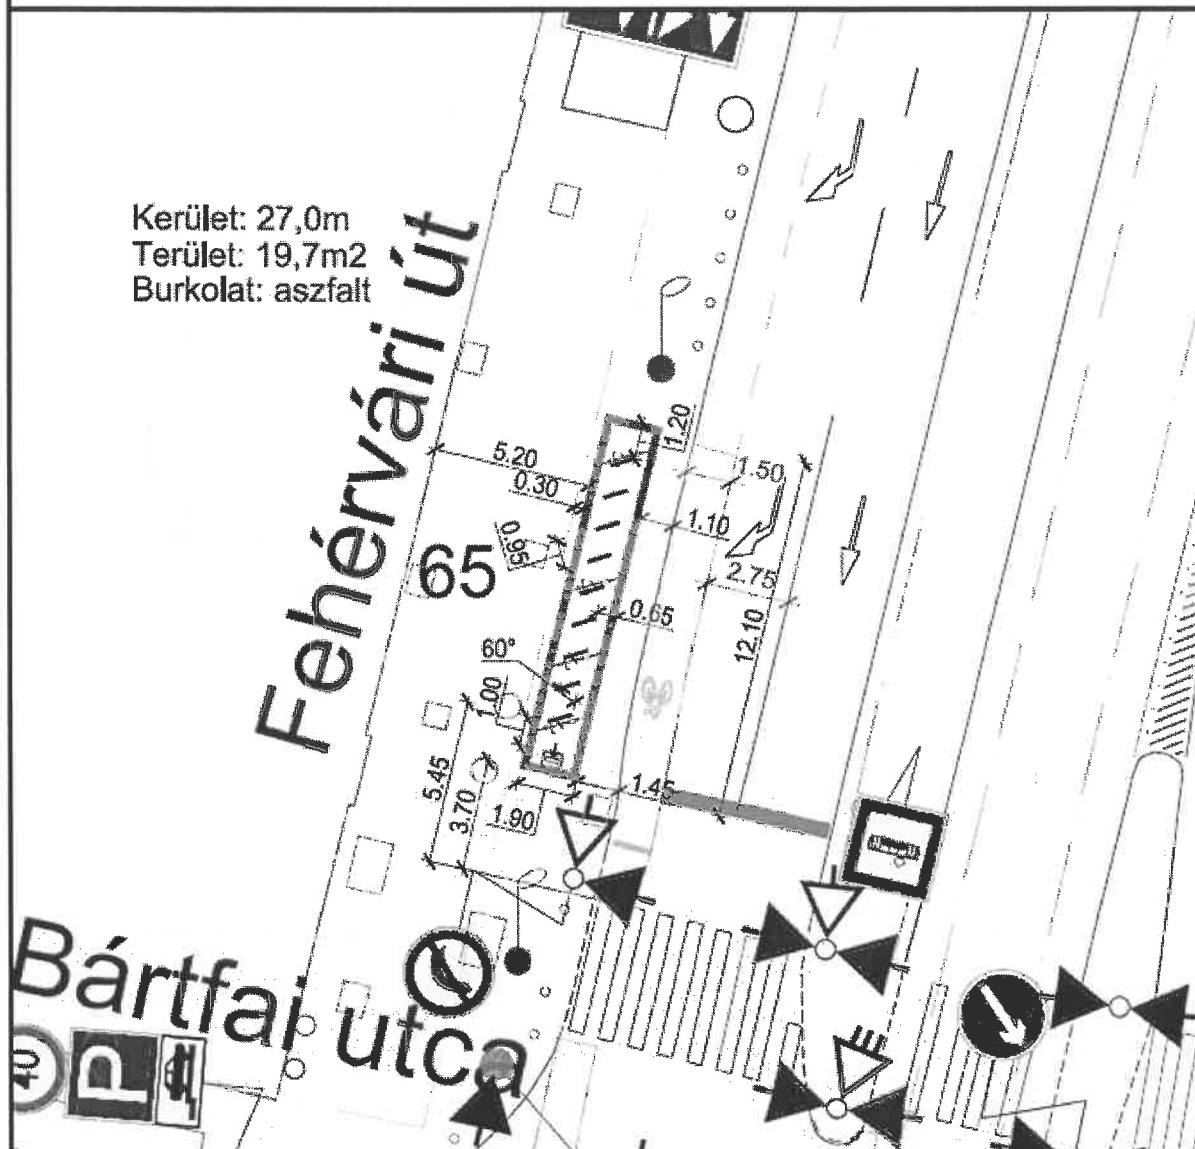 Kerület: 27,0m
Terület: 19,7m2
Burkolat: aszfalt
Fehérvári út
1.20
5.20
0.30
1.50
0.95
1.10
65
2.75
0.65
12.10
60°
1.00
5.45
3.70
1.90
1.45
Bártfai utca
40
P